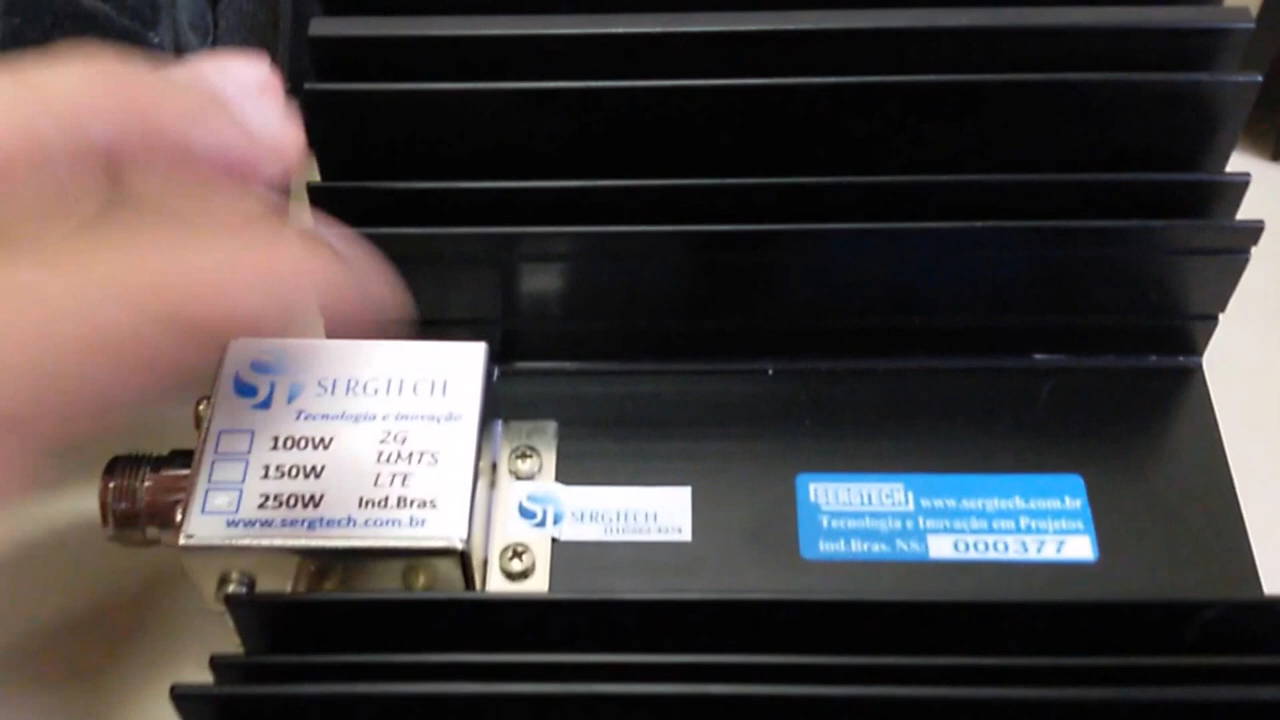 SERGTECH
Tecnologia e inovação
100W 2G
150W UMTS
LTE
250W Ind.Bras
www.sergtech.com.br
SERGTECH
SERGTECH www.sergtech.com.br
Tecnologia e Inovação em Projetos
ind.Bras. NS: 000377